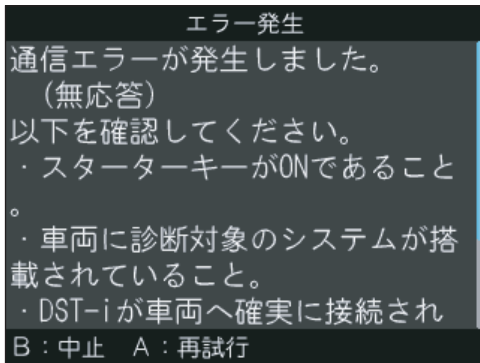 エラー発生
通信エラーが発生しました。
(無応答)
以下を確認してください。
・スターターキーがONであること
。
・車両に診断対象のシステムが搭
載されていること。
・DST-iが車両へ確実に接続され
B:中止 A:再試行